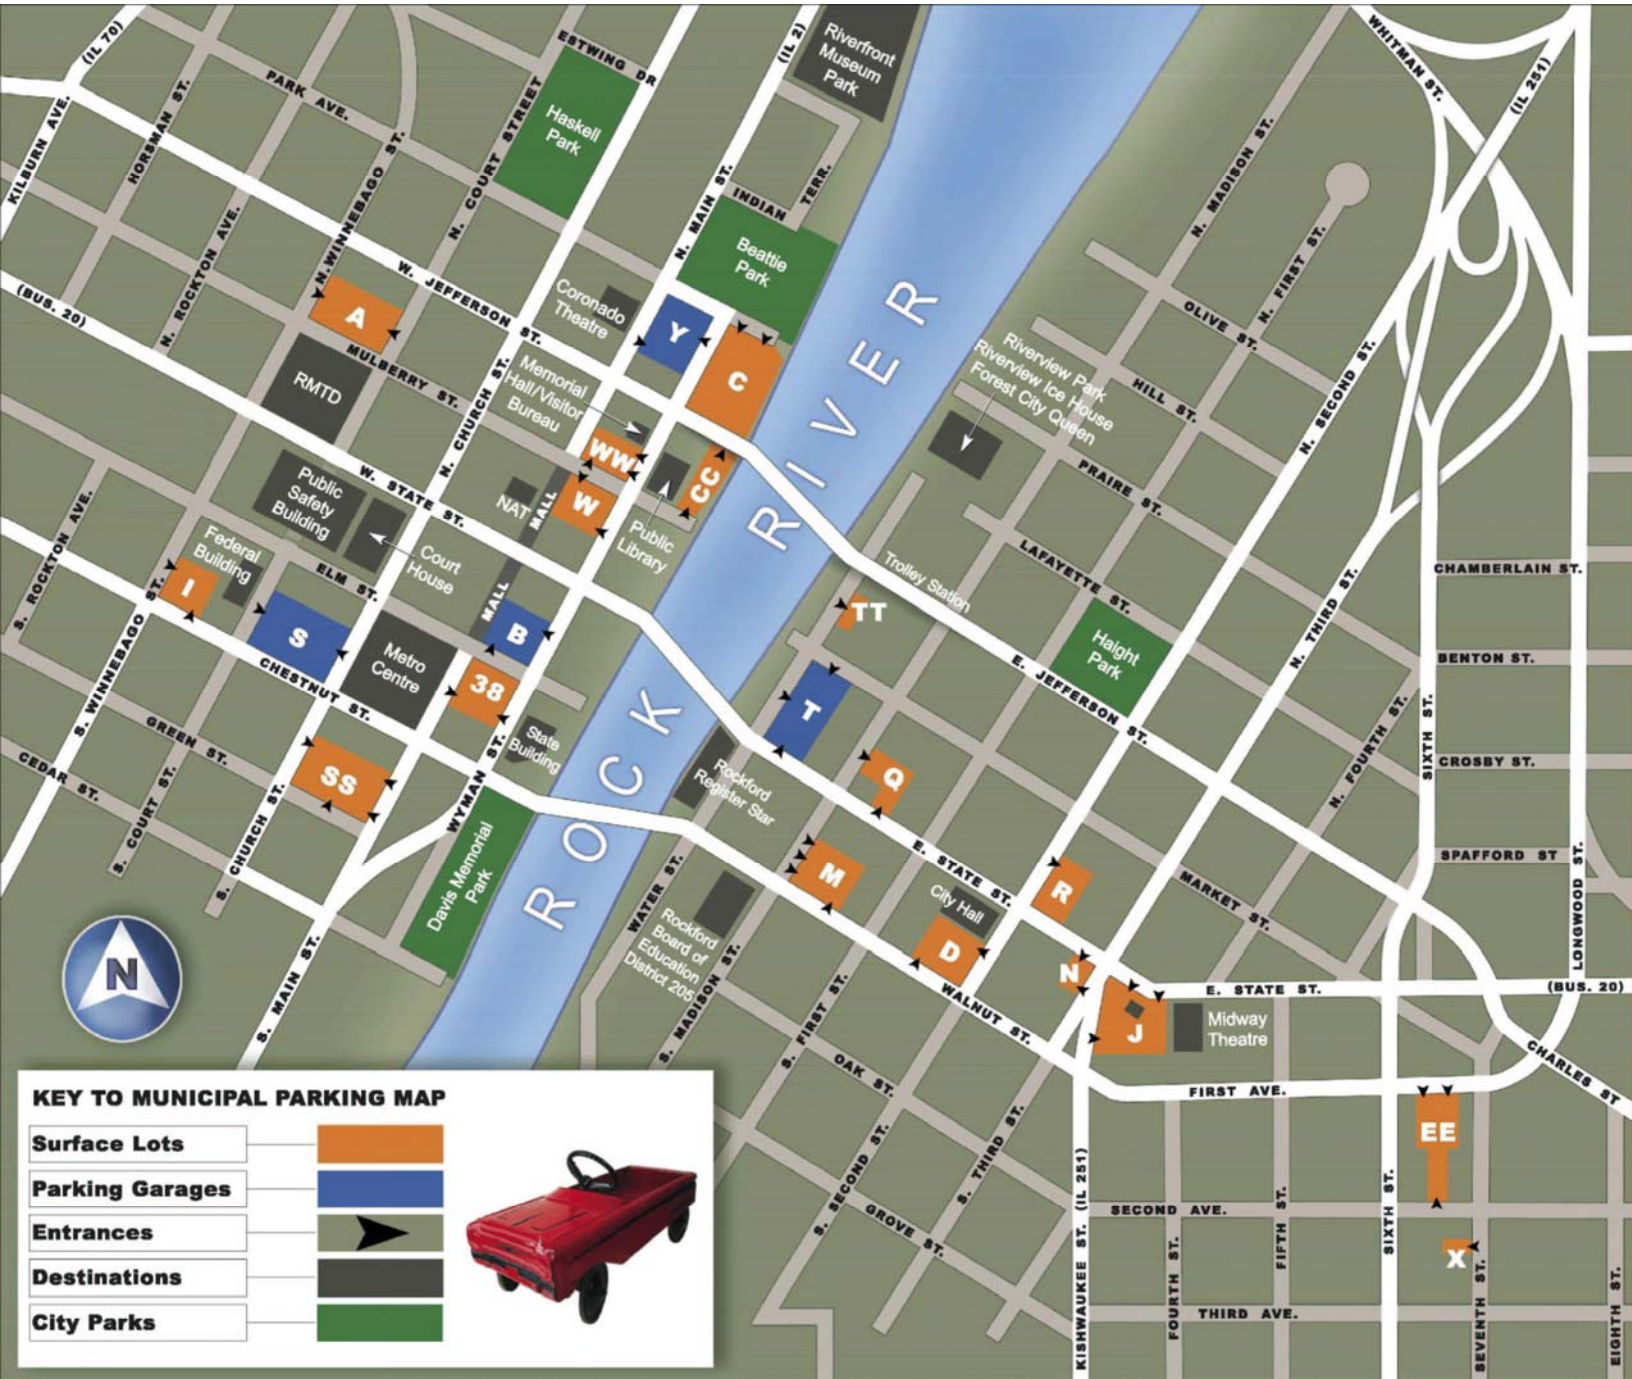 (IL 70)
ESTWING DR
(IL 2)
Riverfront
Museum
Park
WHITMAN ST.
(IL 251)
PARK AVE.
KILBURN AVE.
HORSMAN ST.
N. COURT STREET
Haskell
Park
N.WINNEBAGO ST.
N. ROCKTON AVE.
N. MAIN ST.
INDIAN
TERR.
N. MADISON ST.
N. FIRST ST.
Beattie
Park
(BUS. 20)
W. JEFFERSON ST.
Coronado
Theatre
A
Y
C
OLIVE ST.
MULBERRY ST.
RMTD
N. CHURCH ST.
Memorial
Hall/Visitor
Bureau
Riverview Park
Riverview Ice House
Forest City Queen
HILL ST.
N. SECOND ST.
WW
CC
W
NAT
MALL
Public
Library
PRAIRE ST.
Public
Safety
Building
W. STATE ST.
Court
House
Federal
Building
ELM ST.
S. ROCKTON AVE.
I
S
MALL
B
Trolley Station
LAFAYETTE ST.
CHAMBERLAIN ST.
TT
Haight
Park
N. THIRD ST.
BENTON ST.
S. WINNEBAGO ST.
CHESTNUT ST.
Metro
Centre
38
T
E. JEFFERSON ST.
GREEN ST.
State
Building
CEDAR ST.
SS
WYMAN ST.
ROCK RIVER
Rockford
Register Star
Q
N. FOURTH ST.
SIXTH ST.
CROSBY ST.
S. COURT ST.
S. CHURCH ST.
Davis Memorial
Park
E. STATE ST.
SPAFFORD ST
LONGWOOD ST.
M
R
MARKET ST.
WATER ST.
City Hall
Rockford
Board of
Education
District 205
D
N
N
S. MAIN ST.
S. MADISON ST.
S. FIRST ST.
WALNUT ST.
E. STATE ST.
(BUS. 20)
J
Midway
Theatre
CHARLES ST
OAK ST.
FIRST AVE.
EE
S. SECOND ST.
S. THIRD ST.
GROVE ST.
KISHWAUKEE ST. (IL 251)
SECOND AVE.
SIXTH ST.
X
FOURTH ST.
FIFTH ST.
SEVENTH ST.
EIGHTH ST.
THIRD AVE.
KEY TO MUNICIPAL PARKING MAP
Surface Lots
Parking Garages
Entrances
Destinations
City Parks